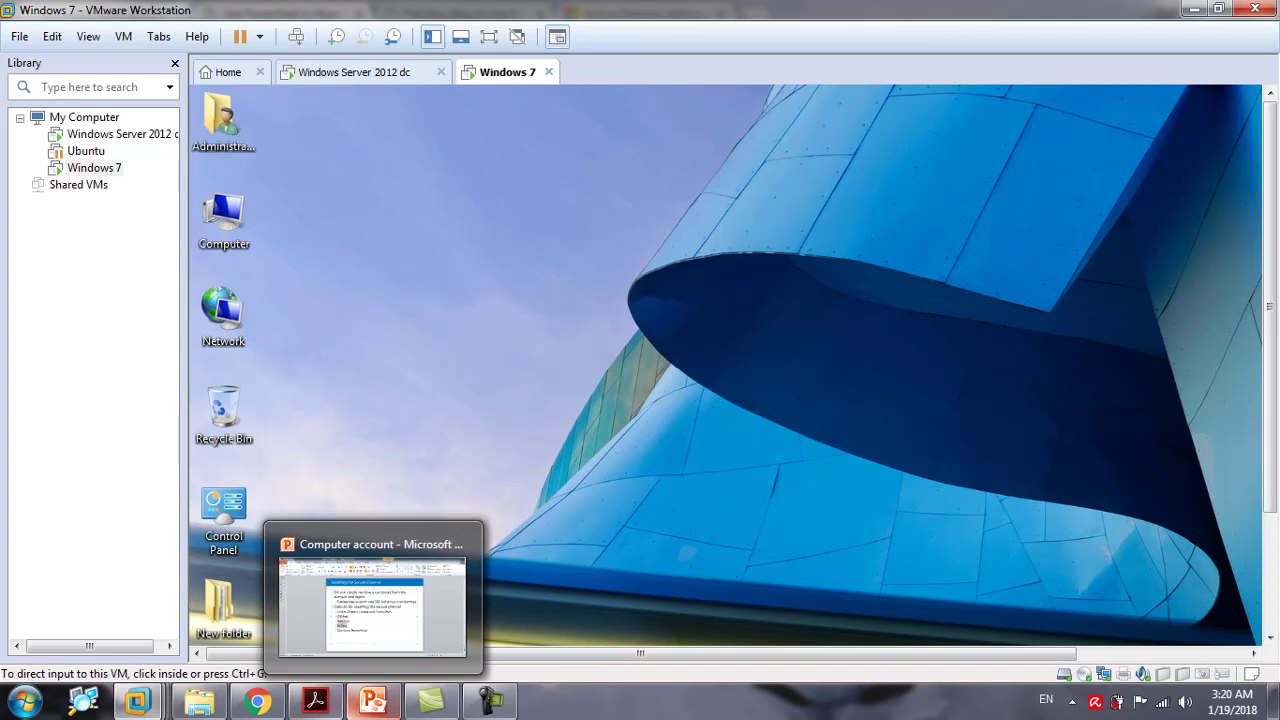 Windows 7 - VMware Workstation
File Edit View VM Tabs Help
Library
Type here to search
Home
Windows Server 2012 dc
Windows 7
My Computer
Windows Server 2012 c
Ubuntu
Windows 7
Shared VMs
Administra...
Computer
Network
Recycle Bin
Control
Panel
New folder
Computer account - Microsoft ...
To direct input to this VM, click inside or press Ctrl+G.
EN
3:20 AM
1/19/2018